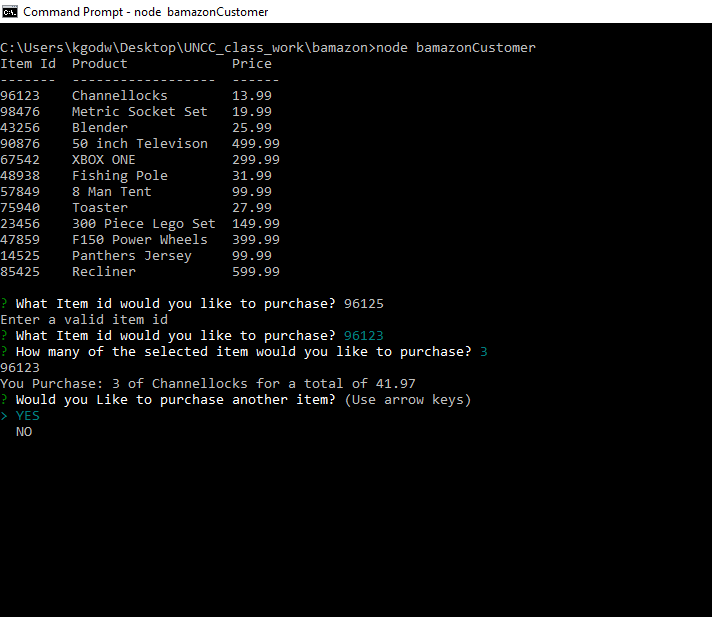 Command Prompt - node bamazonCustomer
C:\Users\kgodw\Desktop\UNCC_class_work\bamazon>node bamazonCustomer
Item Id  Product             Price
-------  ------------------  ------
96123    Channellocks        13.99
98476    Metric Socket Set   19.99
43256    Blender             25.99
90876    50 inch Televison   499.99
67542    XBOX ONE            299.99
48938    Fishing Pole        31.99
57849    8 Man Tent          99.99
75940    Toaster             27.99
23456    300 Piece Lego Set  149.99
47859    F150 Power Wheels   399.99
14525    Panthers Jersey     99.99
85425    Recliner            599.99
? What Item id would you like to purchase? 96125
Enter a valid item id
? What Item id would you like to purchase? 96123
? How many of the selected item would you like to purchase? 3
96123
You Purchase: 3 of Channellocks for a total of 41.97
? Would you Like to purchase another item? (Use arrow keys)
> YES
  NO